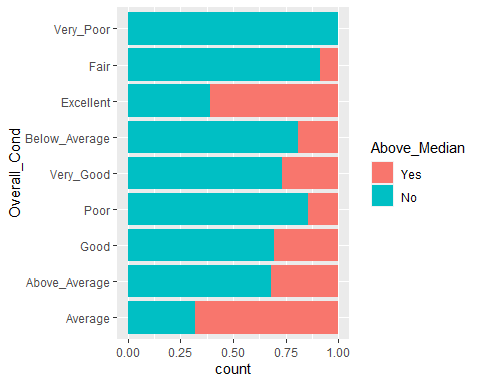 Overall_Cond
Very_Poor
Fair
Excellent
Below_Average
Very_Good
Poor
Good
Above_Average
Average
0.00 0.25 0.50 0.75 1.00
count
Above_Median
Yes
No